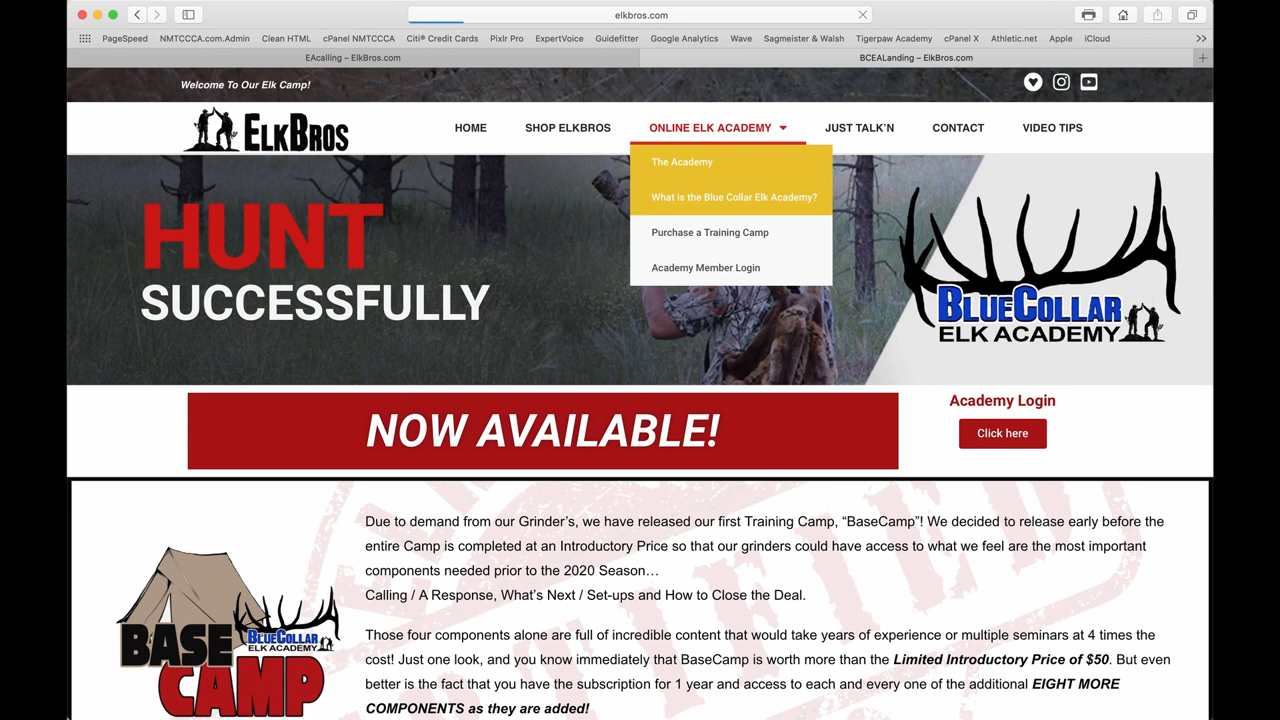 elkbros.com
PageSpeed NMTCCCA.com.Admin Clean HTML cPanel NMTCCCA Citi® Credit Cards Pixlr Pro ExpertVoice Guidefitter Google Analytics Wave Sagmeister & Walsh Tigerpaw Academy cPanel X Athletic.net Apple iCloud
EAcalling – ElkBros.com BCEALanding – ElkBros.com
Welcome To Our Elk Camp!
ELKBROS HOME SHOP ELKBROS ONLINE ELK ACADEMY JUST TALK'N CONTACT VIDEO TIPS
The Academy
What is the Blue Collar Elk Academy?
Purchase a Training Camp
Academy Member Login
HUNT
SUCCESSFULLY
BLUECOLLAR
ELK ACADEMY
NOW AVAILABLE!
Academy Login
Click here
Due to demand from our Grinder's, we have released our first Training Camp, “BaseCamp”! We decided to release early before the
entire Camp is completed at an Introductory Price so that our grinders could have access to what we feel are the most important
components needed prior to the 2020 Season…
Calling / A Response, What's Next / Set-ups and How to Close the Deal.
Those four components alone are full of incredible content that would take years of experience or multiple seminars at 4 times the
cost! Just one look, and you know immediately that BaseCamp is worth more than the Limited Introductory Price of $50. But even
better is the fact that you have the subscription for 1 year and access to each and every one of the additional EIGHT MORE
COMPONENTS as they are added!
BASE
BLUECOLLAR
ELK ACADEMY
CAMP